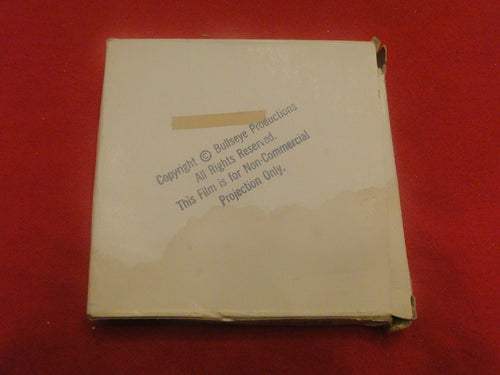 Copyright © Bullseye Productions
All Rights Reserved.
This Film is for Non-Commercial
Projection Only.